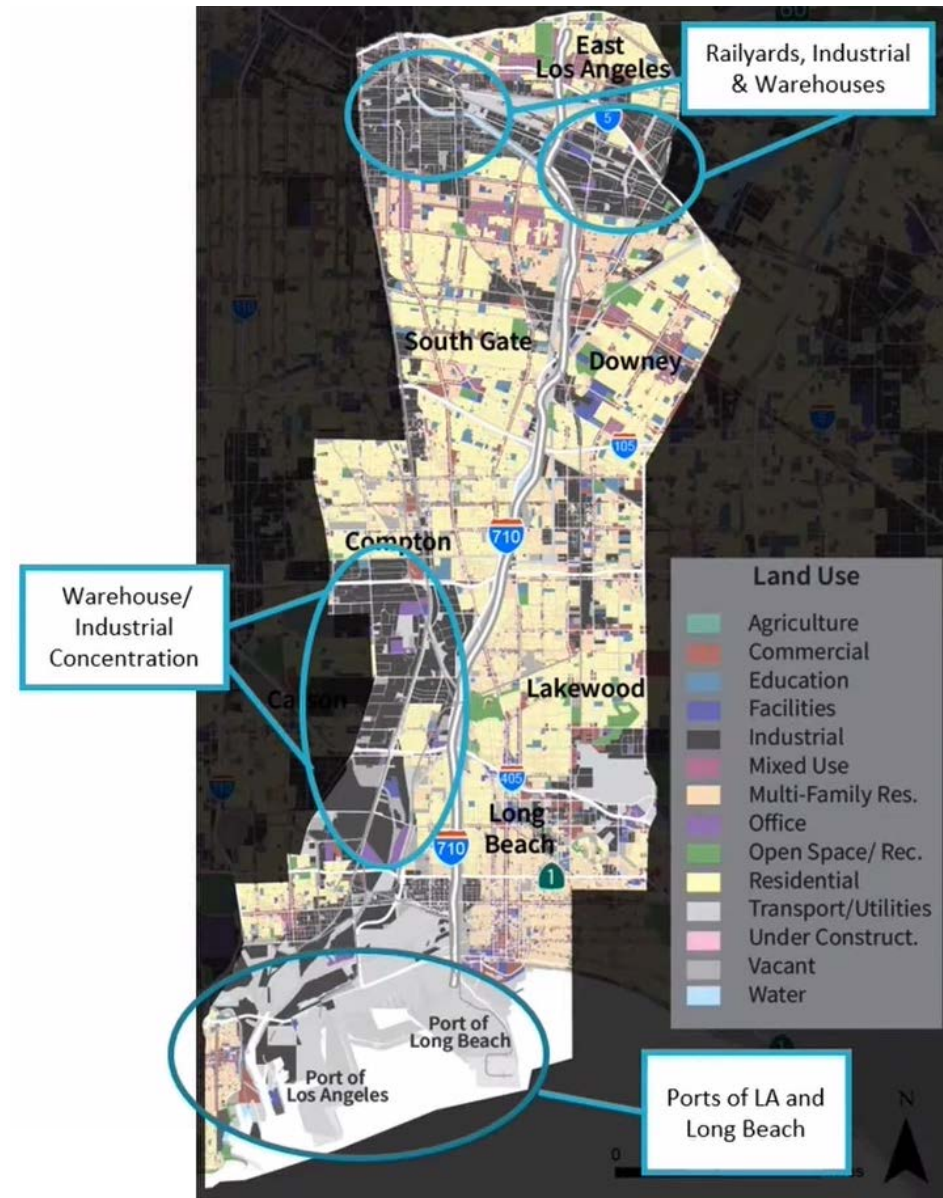 East
Los Angeles
Railyards, Industrial
& Warehouses
5
South Gate
Downey
105
710
Compton
Warehouse/
Industrial
Concentration
Carson
Lakewood
405
Long
Beach
710
1
Land Use
Agriculture
Commercial
Education
Facilities
Industrial
Mixed Use
Multi-Family Res.
Office
Open Space/ Rec.
Residential
Transport/Utilities
Under Construct.
Vacant
Water
Port of
Long Beach
Port of
Los Angeles
Ports of LA and
Long Beach
N
0